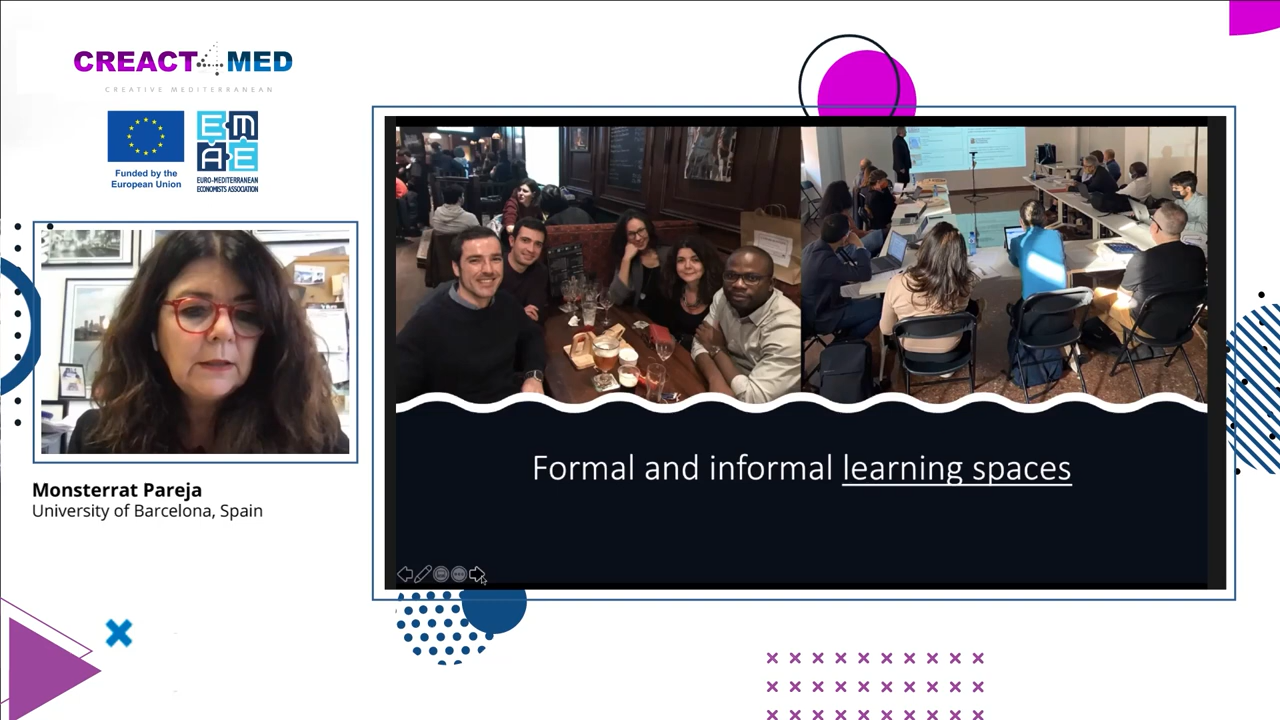 CREACT4MED
CREATIVE MEDITERRANEAN
Funded by the
European Union
EMAE
EURO-MEDITERRANEAN
ECONOMISTS ASSOCIATION
Monsterrat Pareja
University of Barcelona, Spain
Formal and informal learning spaces